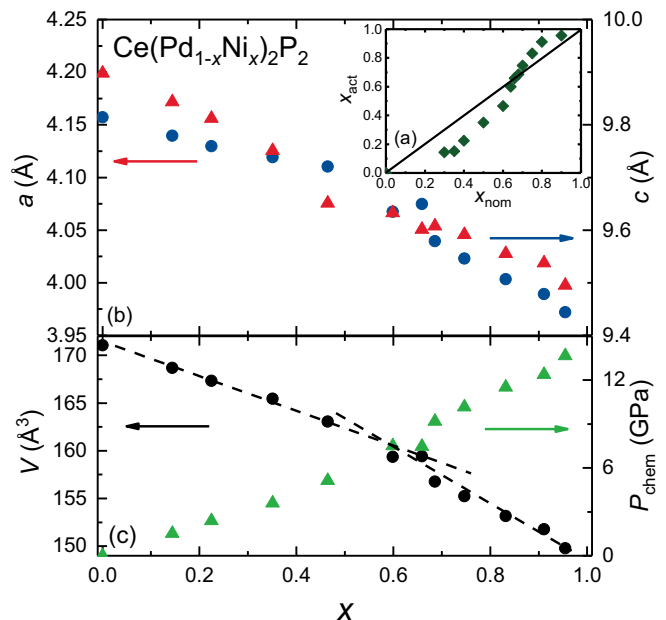 Ce(Pd1-xNix)2P2
4.25
4.20
4.15
4.10
4.05
4.00
3.95
a (Å)
(b)
1.0
0.8
0.6
0.4
0.2
0.0
xact
(a)
0.0 0.2 0.4 0.6 0.8 1.0
xnom
10.0
9.8
9.6
9.4
c (Å)
170
165
160
155
150
V (Å3)
(c)
12
6
0
Pchem (GPa)
0.0 0.2 0.4 0.6 0.8 1.0
x